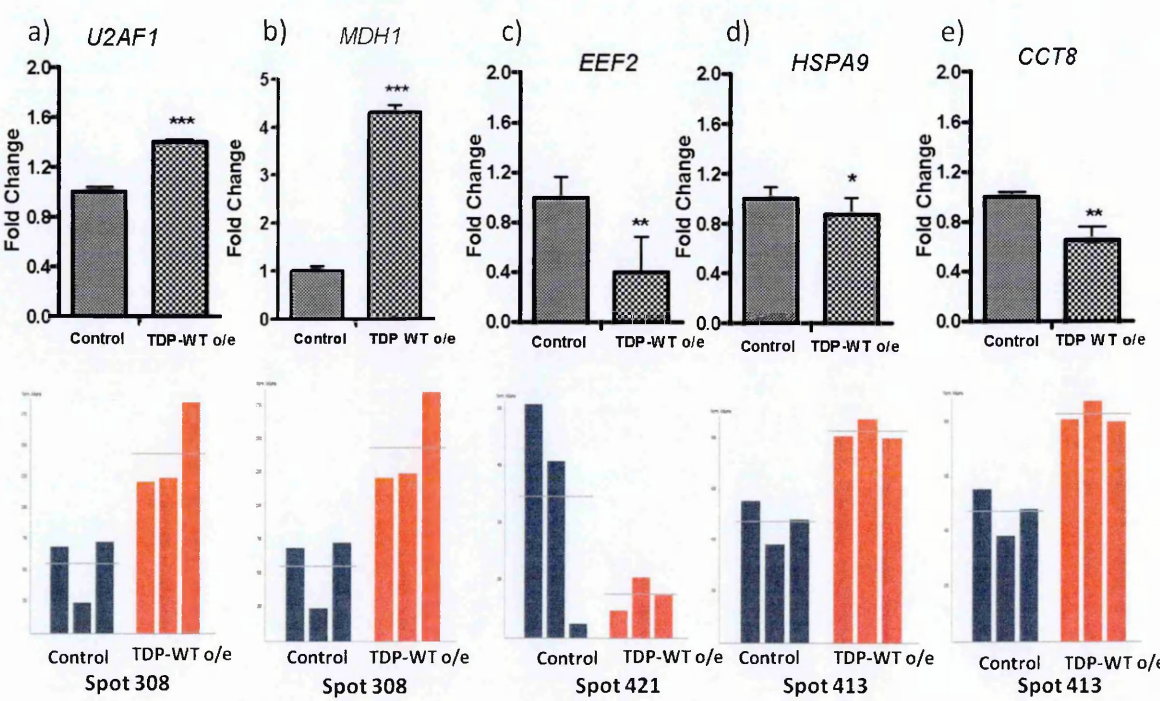 a) U2AF1
2.0
1.6
1.2
0.8
0.4
0.0
Fold Change
***
Control TDP-WT o/e
b) MDH1
5
4
3
2
1
0
Fold Change
***
Control TDP WT o/e
c) EEF2
2.0
1.6
1.2
0.8
0.4
0.0
Fold Change
**
Control TDP-WT o/e
d) HSPA9
2.0
1.6
1.2
0.8
0.4
0.0
Fold Change
*
Control TDP-WT o/e
e) CCT8
2.0
1.6
1.2
0.8
0.4
0.0
Fold Change
**
Control TDP-WT o/e
Control TDP-WT o/e
Spot 308
Control TDP-WT o/e
Spot 308
Control TDP-WT o/e
Spot 421
Control TDP-WT o/e
Spot 413
Control TDP-WT o/e
Spot 413